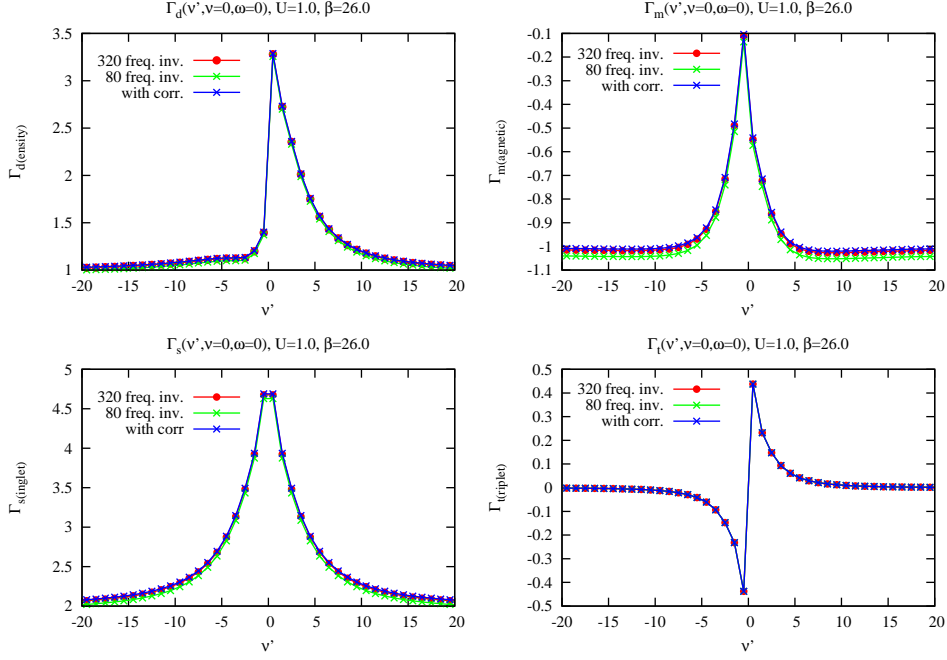 Γd(ν’,ν=0,ω=0), U=1.0, β=26.0
3.5
3
2.5
2
1.5
1
Γd(ensity)
320 freq. inv.
80 freq. inv.
with corr.
-20 -15 -10 -5 0 5 10 15 20
ν’
Γm(ν’,ν=0,ω=0), U=1.0, β=26.0
-0.1
-0.2
-0.3
-0.4
-0.5
-0.6
-0.7
-0.8
-0.9
-1
-1.1
Γm(agnetic)
320 freq. inv.
80 freq. inv.
with corr.
-20 -15 -10 -5 0 5 10 15 20
ν’
Γs(ν’,ν=0,ω=0), U=1.0, β=26.0
5
4.5
4
3.5
3
2.5
2
Γs(inglet)
320 freq. inv.
80 freq. inv.
with corr
-20 -15 -10 -5 0 5 10 15 20
ν’
Γt(ν’,ν=0,ω=0), U=1.0, β=26.0
0.5
0.4
0.3
0.2
0.1
0
-0.1
-0.2
-0.3
-0.4
-0.5
Γt(riplet)
320 freq. inv.
80 freq. inv.
with corr.
-20 -15 -10 -5 0 5 10 15 20
ν’